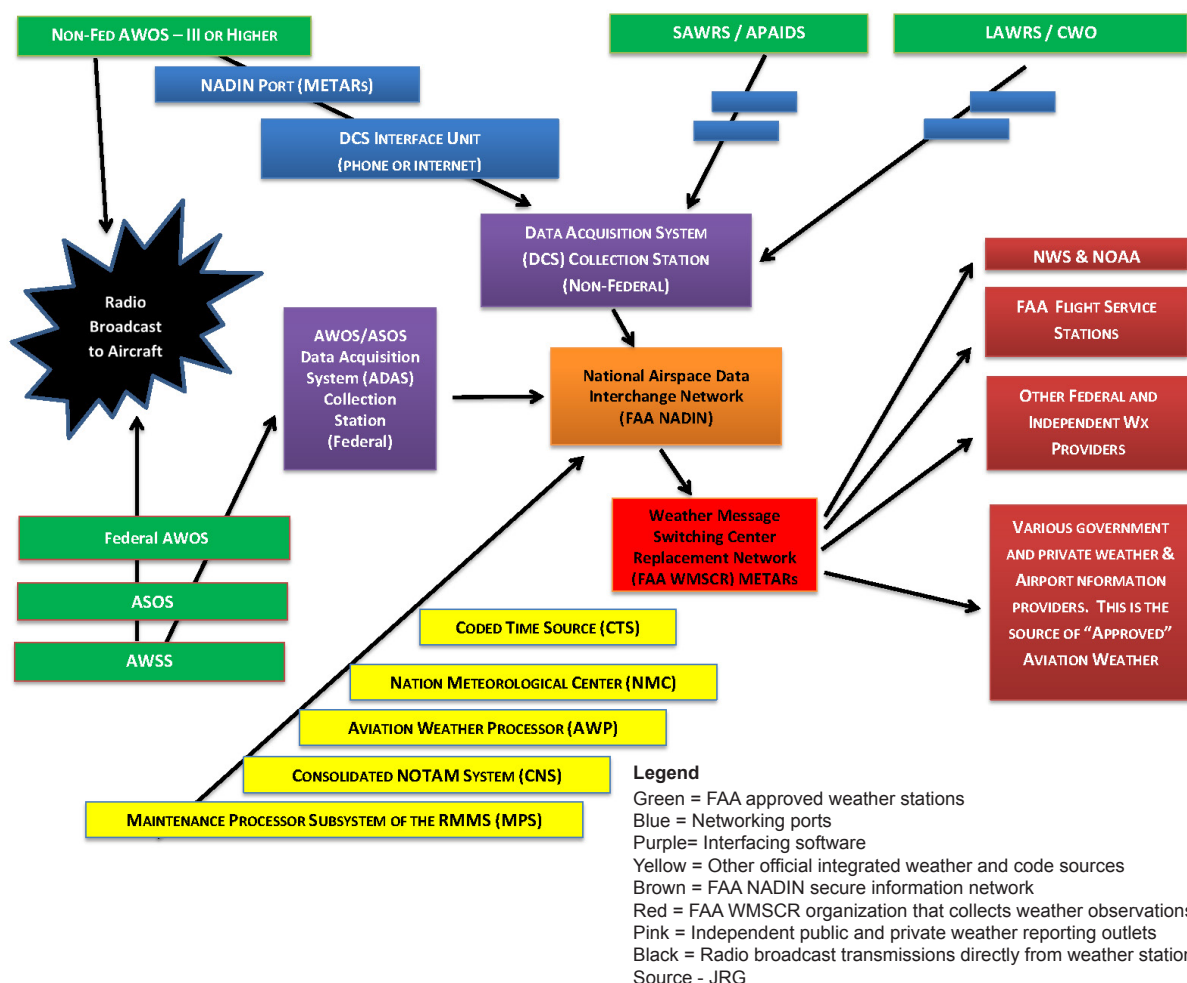 NON-FED AWOS – III OR HIGHER
SAWRS / APAIDS
LAWRS / CWO
NADIN PORT (METARS)
DCS INTERFACE UNIT
(PHONE OR INTERNET)
DATA ACQUISITION SYSTEM
(DCS) COLLECTION STATION
(NON-FEDERAL)
Radio
Broadcast
to Aircraft
AWOS/ASOS
Data Acquisition
System (ADAS)
Collection
Station
(Federal)
National Airspace Data
Interchange Network
(FAA NADIN)
NWS & NOAA
FAA FLIGHT SERVICE
STATIONS
OTHER FEDERAL AND
INDEPENDENT WX
PROVIDERS
Weather Message
Switching Center
Replacement Network
(FAA WMSCR) METARs
VARIOUS GOVERNMENT
AND PRIVATE WEATHER &
AIRPORT NFORMATION
PROVIDERS. THIS IS THE
SOURCE OF “APPROVED”
AVIATION WEATHER
Federal AWOS
ASOS
AWSS
CODED TIME SOURCE (CTS)
NATION METEOROLOGICAL CENTER (NMC)
AVIATION WEATHER PROCESSOR (AWP)
CONSOLIDATED NOTAM SYSTEM (CNS)
MAINTENANCE PROCESSOR SUBSYSTEM OF THE RMMS (MPS)
Legend
Green = FAA approved weather stations
Blue = Networking ports
Purple= Interfacing software
Yellow = Other official integrated weather and code sources
Brown = FAA NADIN secure information network
Red = FAA WMSCR organization that collects weather observations
Pink = Independent public and private weather reporting outlets
Black = Radio broadcast transmissions directly from weather station
Source - JRG